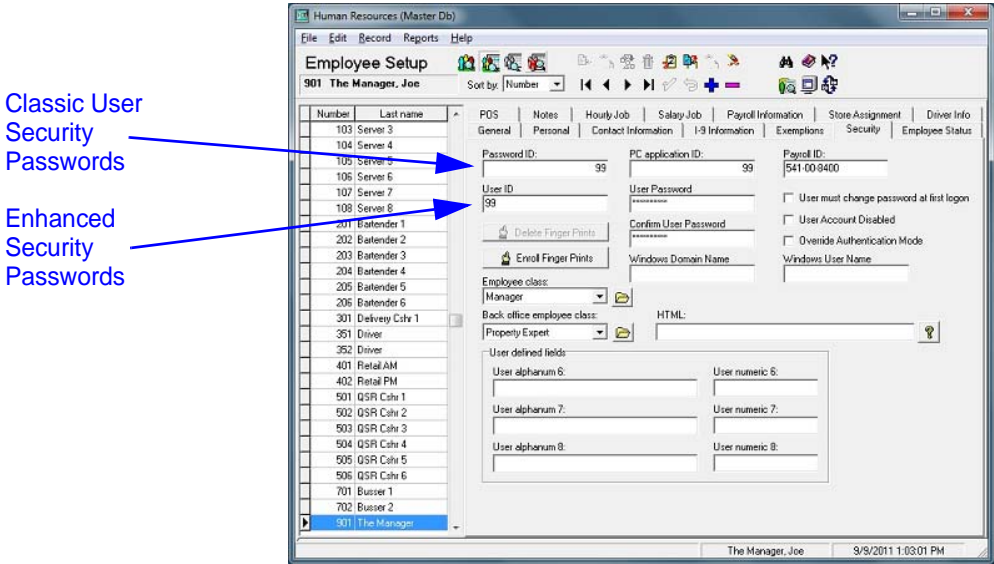 Classic User
Security
Passwords
Enhanced
Security
Passwords
Human Resources (Master Db)
File Edit Record Reports Help
Employee Setup
901 The Manager, Joe
Sort by: Number
Number Last name
103 Server 3
104 Server 4
105 Server 5
106 Server 6
107 Server 7
108 Server 8
201 Bartender 1
202 Bartender 2
203 Bartender 3
204 Bartender 4
205 Bartender 5
206 Bartender 6
301 Delivery Cshr 1
351 Driver
352 Driver
401 Retail AM
402 Retail PM
501 QSR Cshr 1
502 QSR Cshr 2
503 QSR Cshr 3
504 QSR Cshr 4
505 QSR Cshr 5
506 QSR Cshr 6
701 Busser 1
702 Busser 2
901 The Manager
POS Notes Hourly Job Salary Job Payroll Information Store Assignment Driver Info
General Personal Contact Information I-9 Information Exemptions Security Employee Status
Password ID: PC application ID: Payroll ID:
99 99 541-00-8400
User ID User Password
99 *********
User must change password at first logon
User Account Disabled
Override Authentication Mode
Delete Finger Prints Confirm User Password
*********
Enroll Finger Prints Windows Domain Name Windows User Name
Employee class:
Manager
Back office employee class: HTML:
Property Expert
User defined fields
User alphanum 6: User numeric 6:
User alphanum 7: User numeric 7:
User alphanum 8: User numeric 8:
The Manager, Joe 9/9/2011 1:03:01 PM